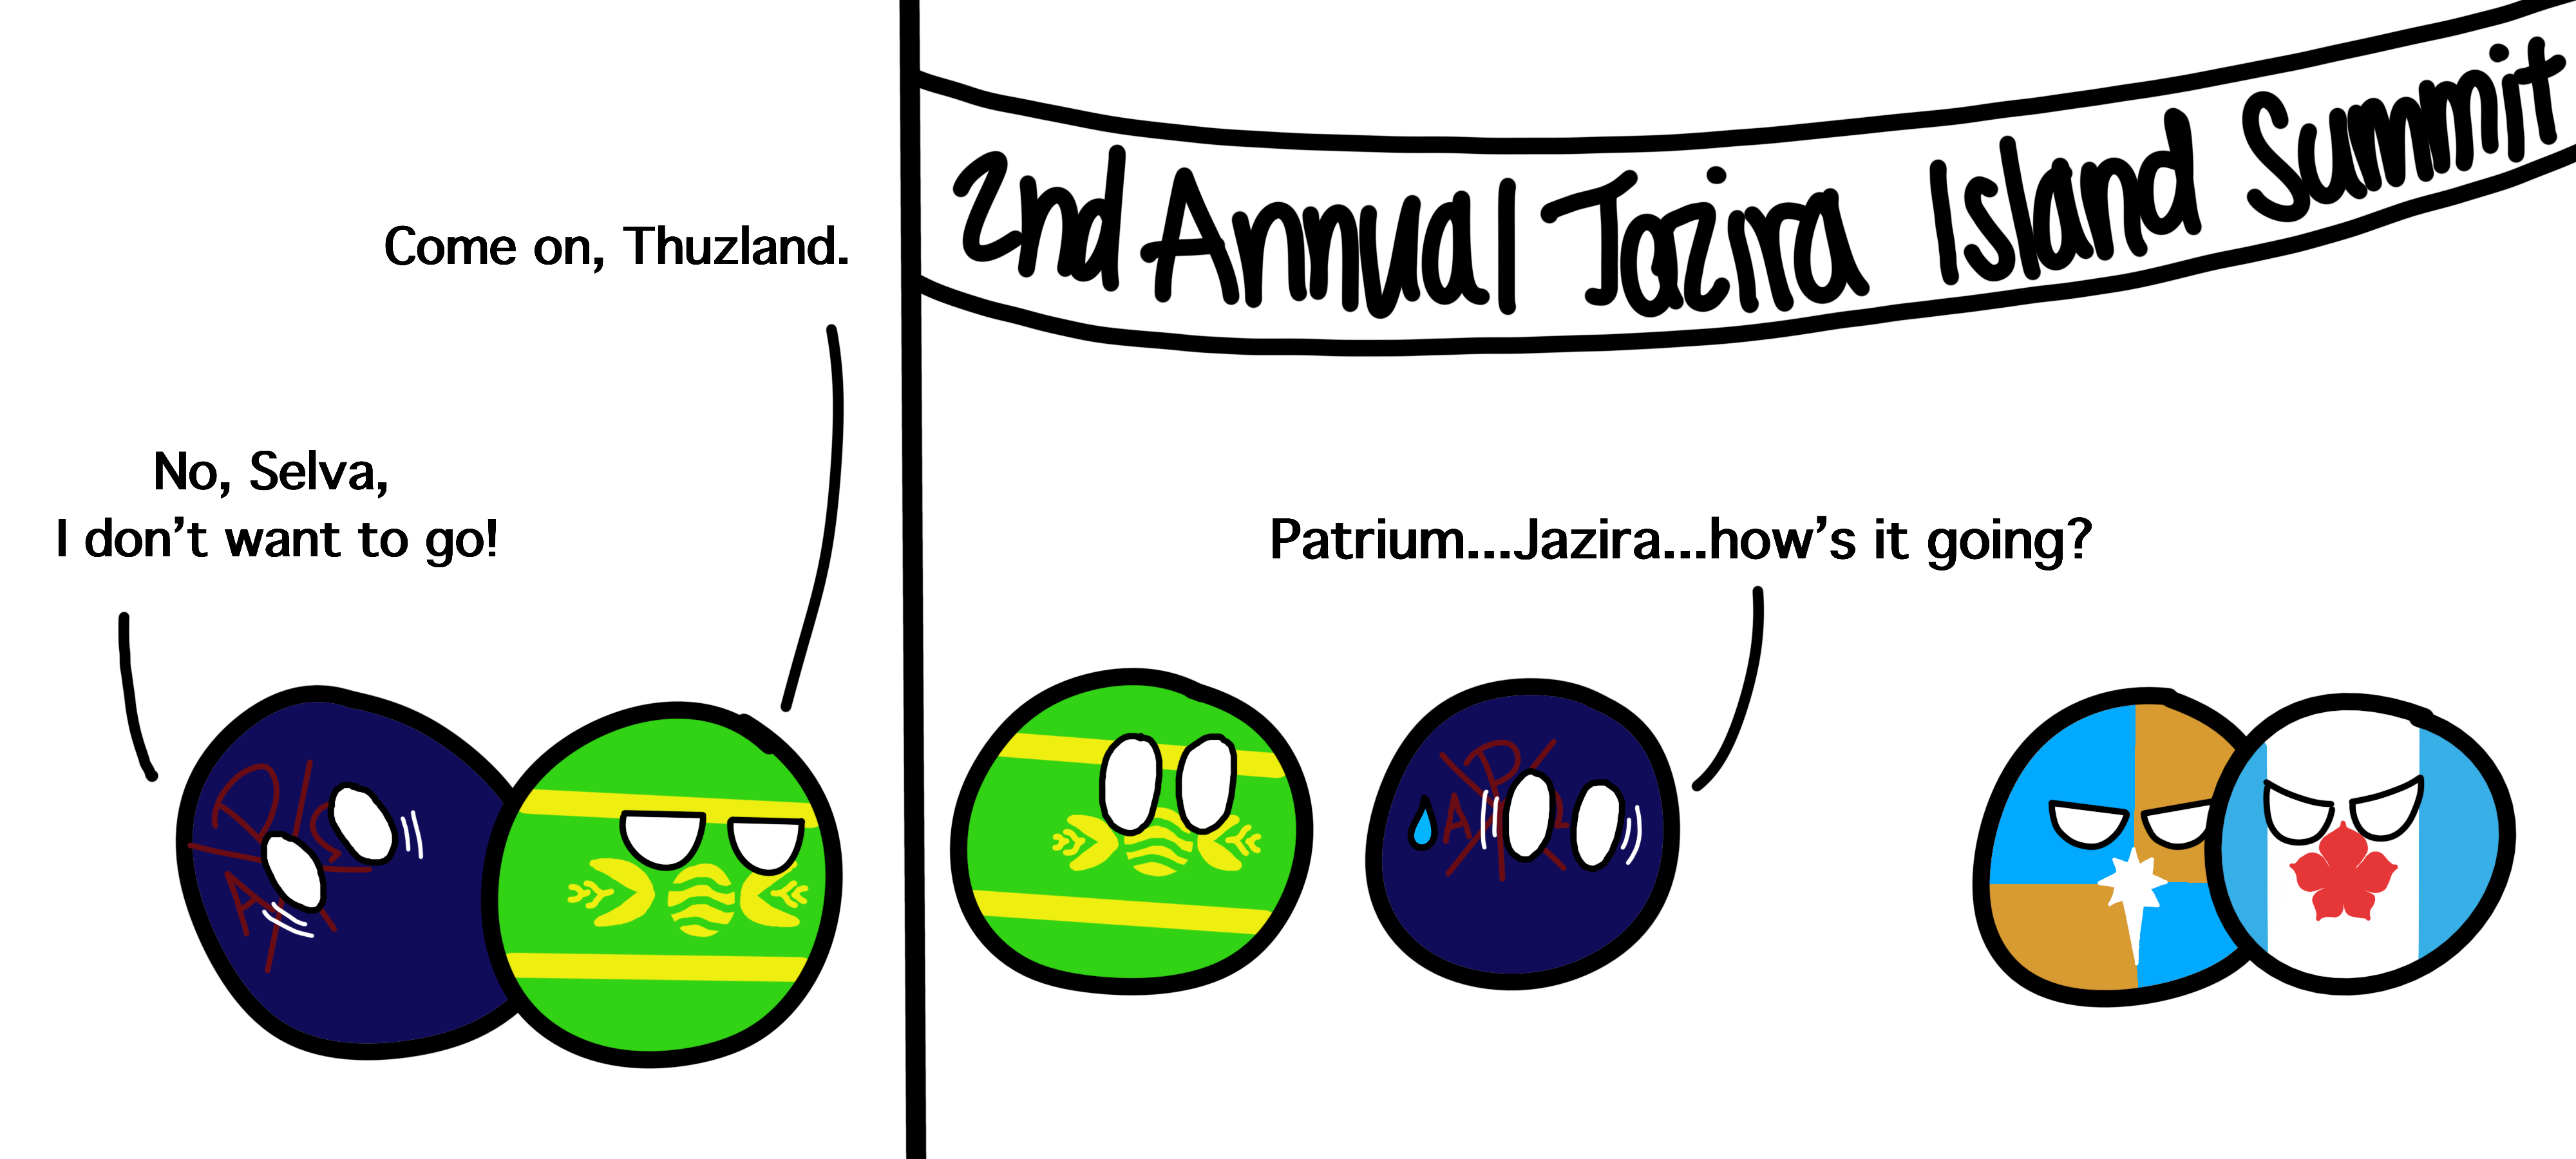 Come on, Thuzland.
No, Selva,
I don't want to go!
2nd Annual Jazira Island Summit
Patrium...Jazira...how's it going?